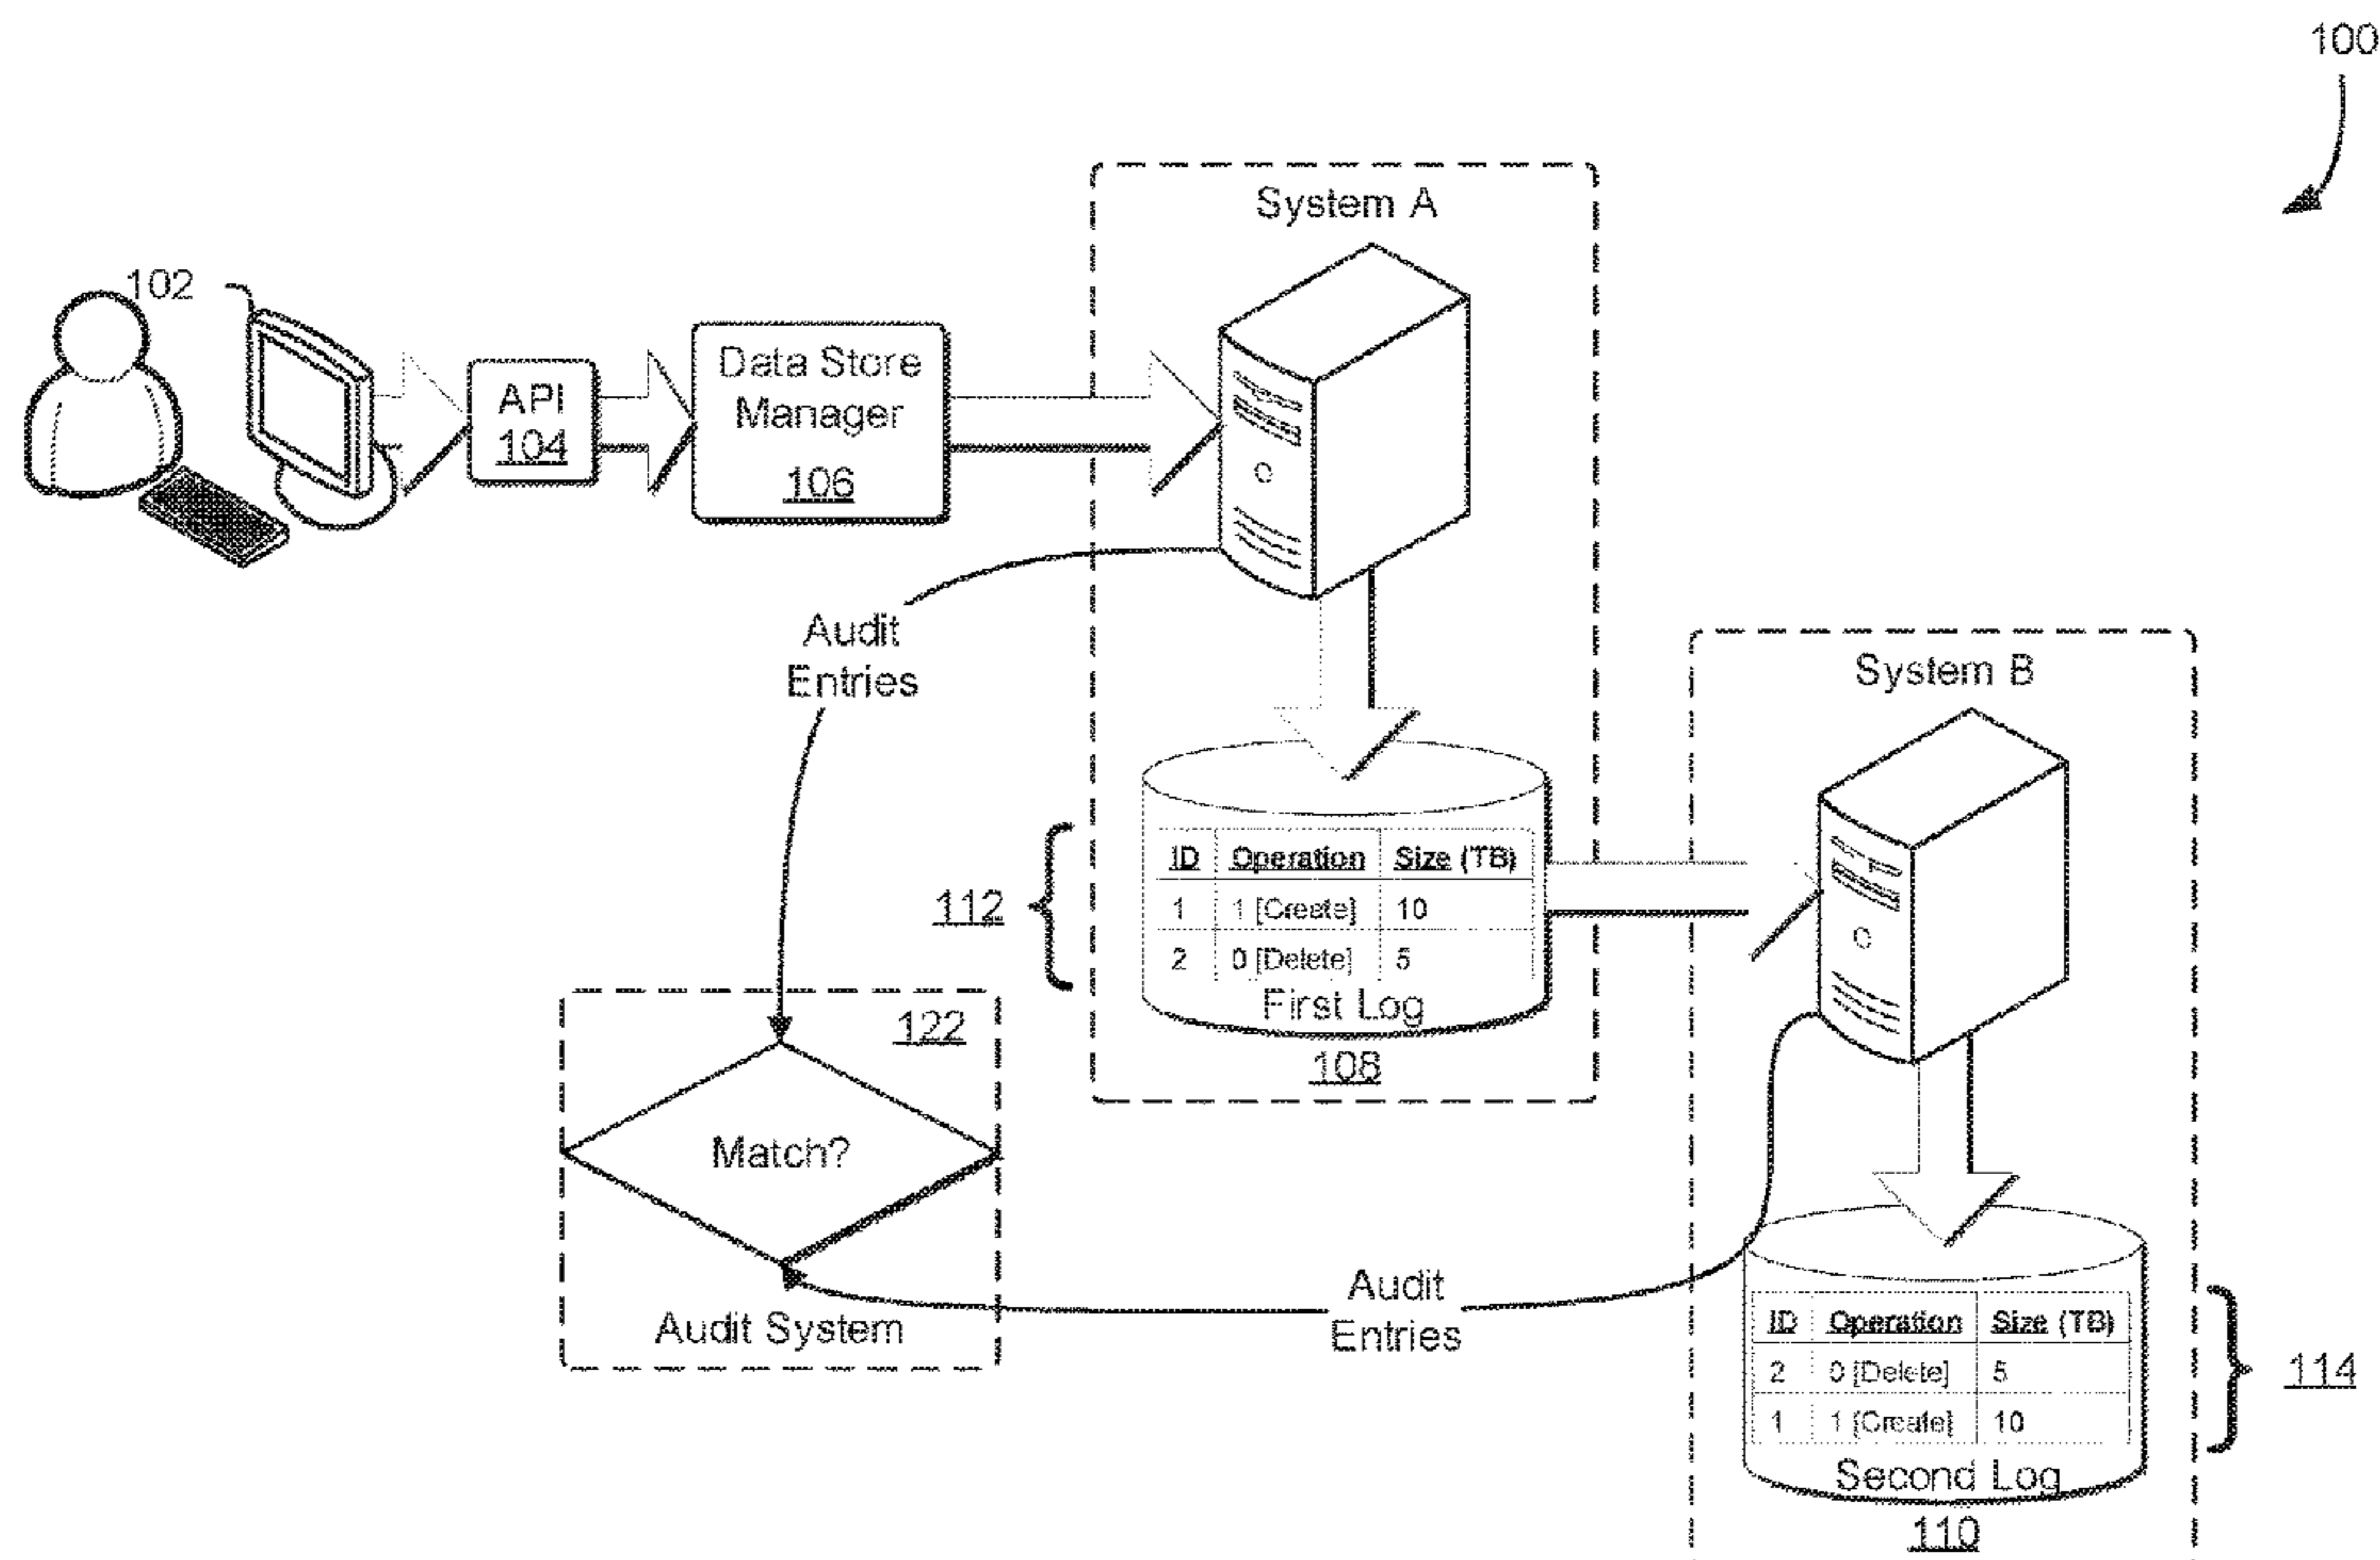 100
System A
102
API
104
Data Store
Manager
106
Audit
Entries
System B
112
ID Operation Size (TB)
1 1 [Create] 10
2 0 [Delete] 5
First Log
108
122
Match?
Audit System
Audit
Entries
ID Operation Size (TB)
2 0 [Delete] 5
1 1 [Create] 10
114
Second Log
110